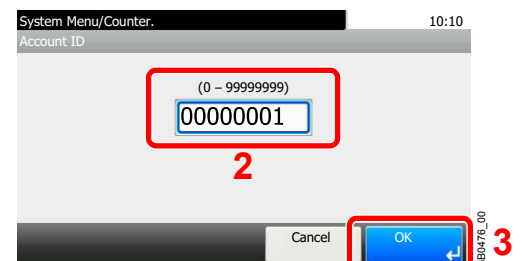 System Menu/Counter. 10:10
Account ID
(0 – 99999999)
00000001
2
Cancel OK
3
B0476_00